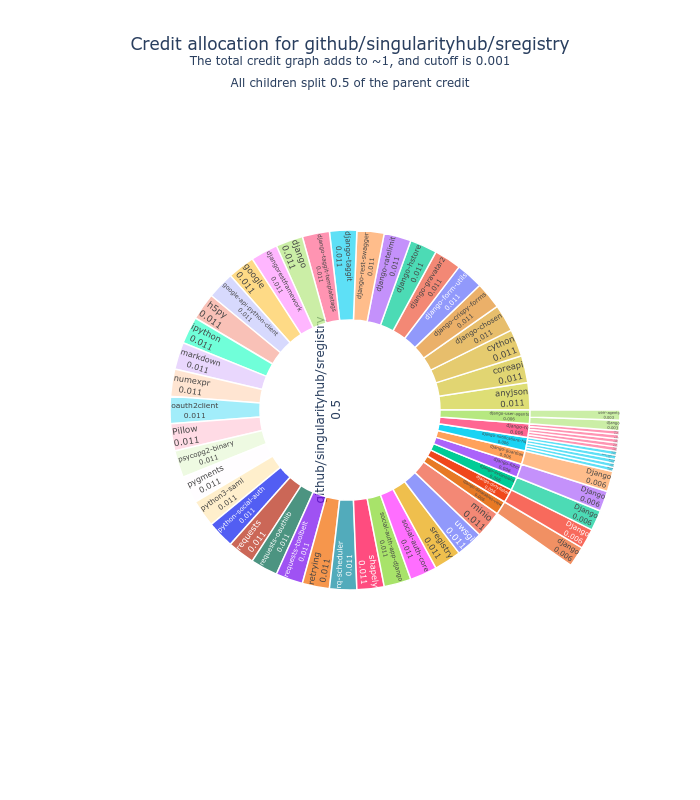 Credit allocation for github/singularityhub/sregistry
The total credit graph adds to ~1, and cutoff is 0.001
All children split 0.5 of the parent credit
github/singularityhub/sregistry
0.5
anyjson
0.011
coreapi
0.011
cython
0.011
django-chosen
0.011
django-crispy-forms
0.011
django-form-utils
0.011
django-gravatar2
0.011
django-hstore
0.011
django-ratelimit
0.011
django-rest-swagger
0.011
django-taggit
0.011
django-taggit-templatetags
0.011
django
0.011
djangorestframework
0.011
google
0.011
google-api-python-client
0.011
h5py
0.011
ipython
0.011
markdown
0.011
numexpr
0.011
oauth2client
0.011
Pillow
0.011
psycopg2-binary
0.011
pygments
0.011
python3-saml
0.011
python-social-auth
0.011
requests
0.011
requests-oauthlib
0.011
requests-toolbelt
0.011
retrying
0.011
rq-scheduler
0.011
shapely
0.011
social-auth-app-django
0.011
social-auth-core
0.011
sregistry
0.011
uwsgi
0.011
minio
0.011
Django
0.006
Django
0.006
Django
0.006
Django
0.006
django
0.006